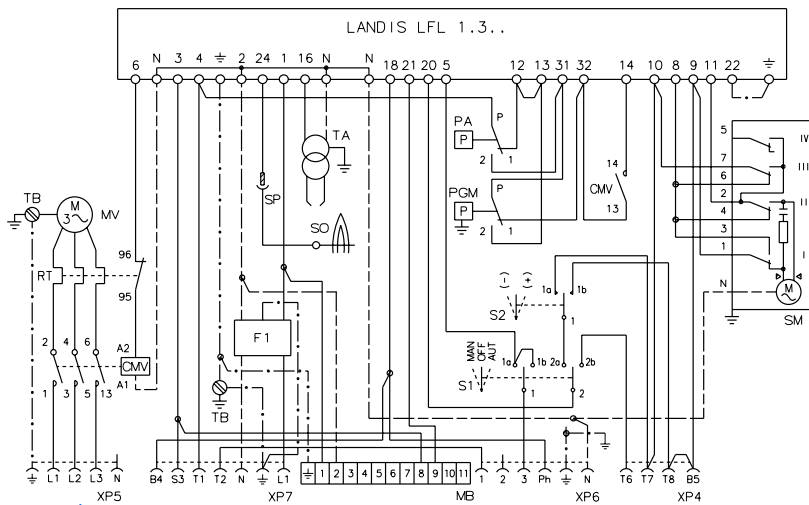 LANDIS LFL 1.3..
6 N 3 4 2 24 1 16 N N 18 21 20 5 12 13 31 32 14 10 8 9 11 22
TB
M
3
MV
RT
96
95
2 4 6
A2
CMV
A1
1 3 5 13
L1 L2 L3 N
XP5
TA
SP
SO
F1
TB
PA
P
P
2 1
PGM
P
P
2 1
14
CMV
13
(-) (+)
1a 1b
S2
1
MAN
OFF
AUT
1a 1b 2a 2b
S1
1 2
5 IV
7 III
6
2 II
4
3
1 I
N
M
SM
B4 S3 T1 T2 N L1
XP7
1 2 3 4 5 6 7 8 9 10 11
MB
1 2 3 Ph N
XP6
T6 T7 T8 B5
XP4